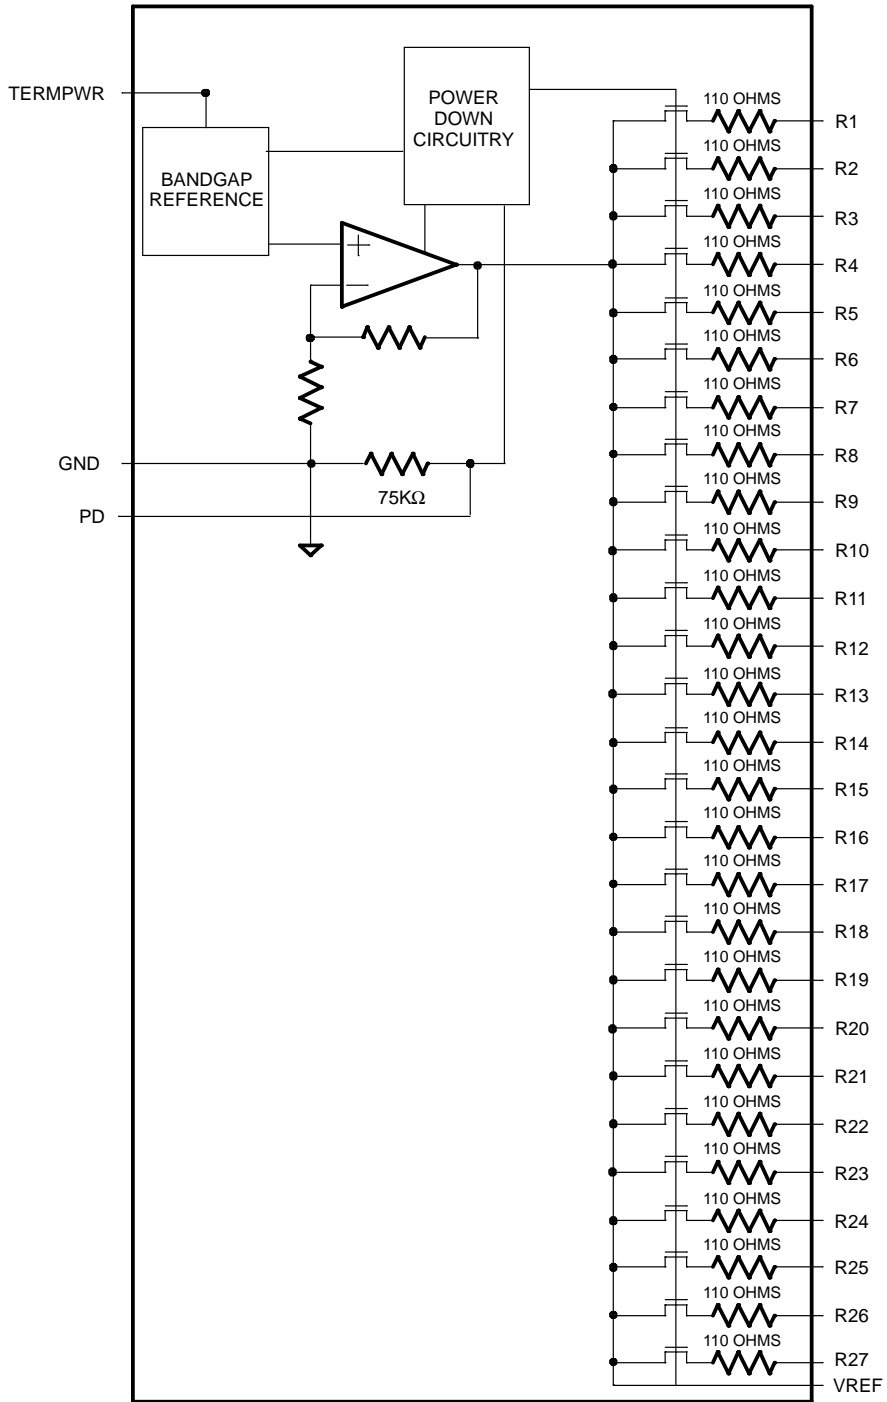 TERMPWR
BANDGAP
REFERENCE
POWER
DOWN
CIRCUITRY
GND
75KΩ
PD
110 OHMS
R1
110 OHMS
R2
110 OHMS
R3
110 OHMS
R4
110 OHMS
R5
110 OHMS
R6
110 OHMS
R7
110 OHMS
R8
110 OHMS
R9
110 OHMS
R10
110 OHMS
R11
110 OHMS
R12
110 OHMS
R13
110 OHMS
R14
110 OHMS
R15
110 OHMS
R16
110 OHMS
R17
110 OHMS
R18
110 OHMS
R19
110 OHMS
R20
110 OHMS
R21
110 OHMS
R22
110 OHMS
R23
110 OHMS
R24
110 OHMS
R25
110 OHMS
R26
110 OHMS
R27
VREF